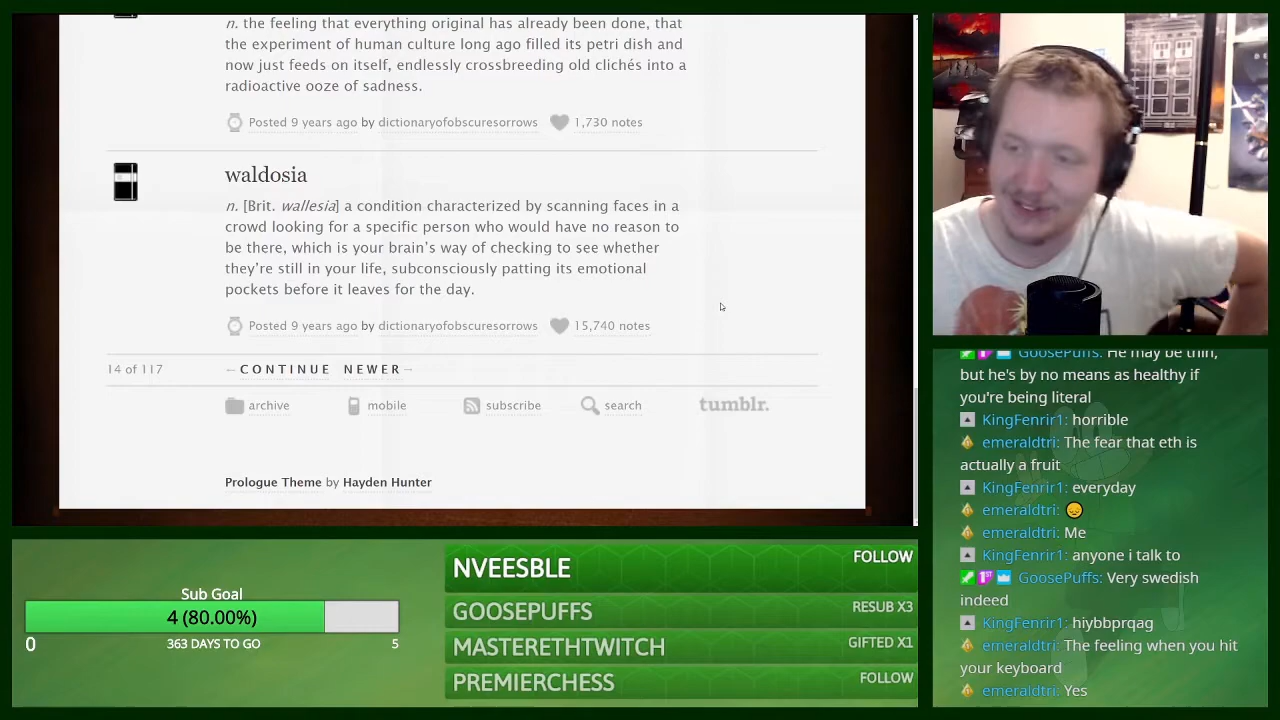 n. the feeling that everything original has already been done, that
the experiment of human culture long ago filled its petri dish and
now just feeds on itself, endlessly crossbreeding old clichés into a
radioactive ooze of sadness.
Posted 9 years ago by dictionaryofobscuresorrows 1,730 notes
waldosia
n. [Brit. wallesia] a condition characterized by scanning faces in a
crowd looking for a specific person who would have no reason to
be there, which is your brain’s way of checking to see whether
they’re still in your life, subconsciously patting its emotional
pockets before it leaves for the day.
Posted 9 years ago by dictionaryofobscuresorrows 15,740 notes
14 of 117 ←CONTINUE NEWER→
archive mobile subscribe search tumblr.
Prologue Theme by Hayden Hunter
Sub Goal
4 (80.00%)
0 363 DAYS TO GO 5
NVEESBLE FOLLOW
GOOSEPUFFS RESUB X3
MASTERETHTWITCH GIFTED X1
PREMIERCHESS FOLLOW
GoosePuffs: He may be thin,
but he's by no means as healthy if
you're being literal
KingFenrir1: horrible
emeraldtri: The fear that eth is
actually a fruit
KingFenrir1: everyday
emeraldtri: 😞
emeraldtri: Me
KingFenrir1: anyone i talk to
1ST GoosePuffs: Very swedish
indeed
KingFenrir1: hiybbprqag
emeraldtri: The feeling when you hit
your keyboard
emeraldtri: Yes